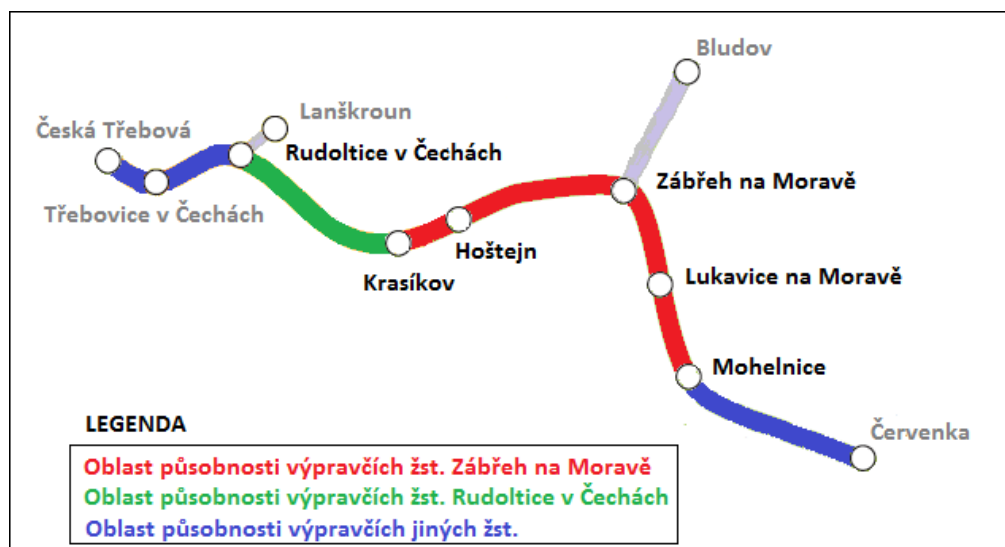 Bludov
Lanškroun
Česká Třebová
Rudoltice v Čechách
Zábřeh na Moravě
Třebovice v Čechách
Hoštejn
Krasíkov
Lukavice na Moravě
Mohelnice
LEGENDA
Červenka
Oblast působnosti výpravčích žst. Zábřeh na Moravě
Oblast působnosti výpravčích žst. Rudoltice v Čechách
Oblast působnosti výpravčích jiných žst.